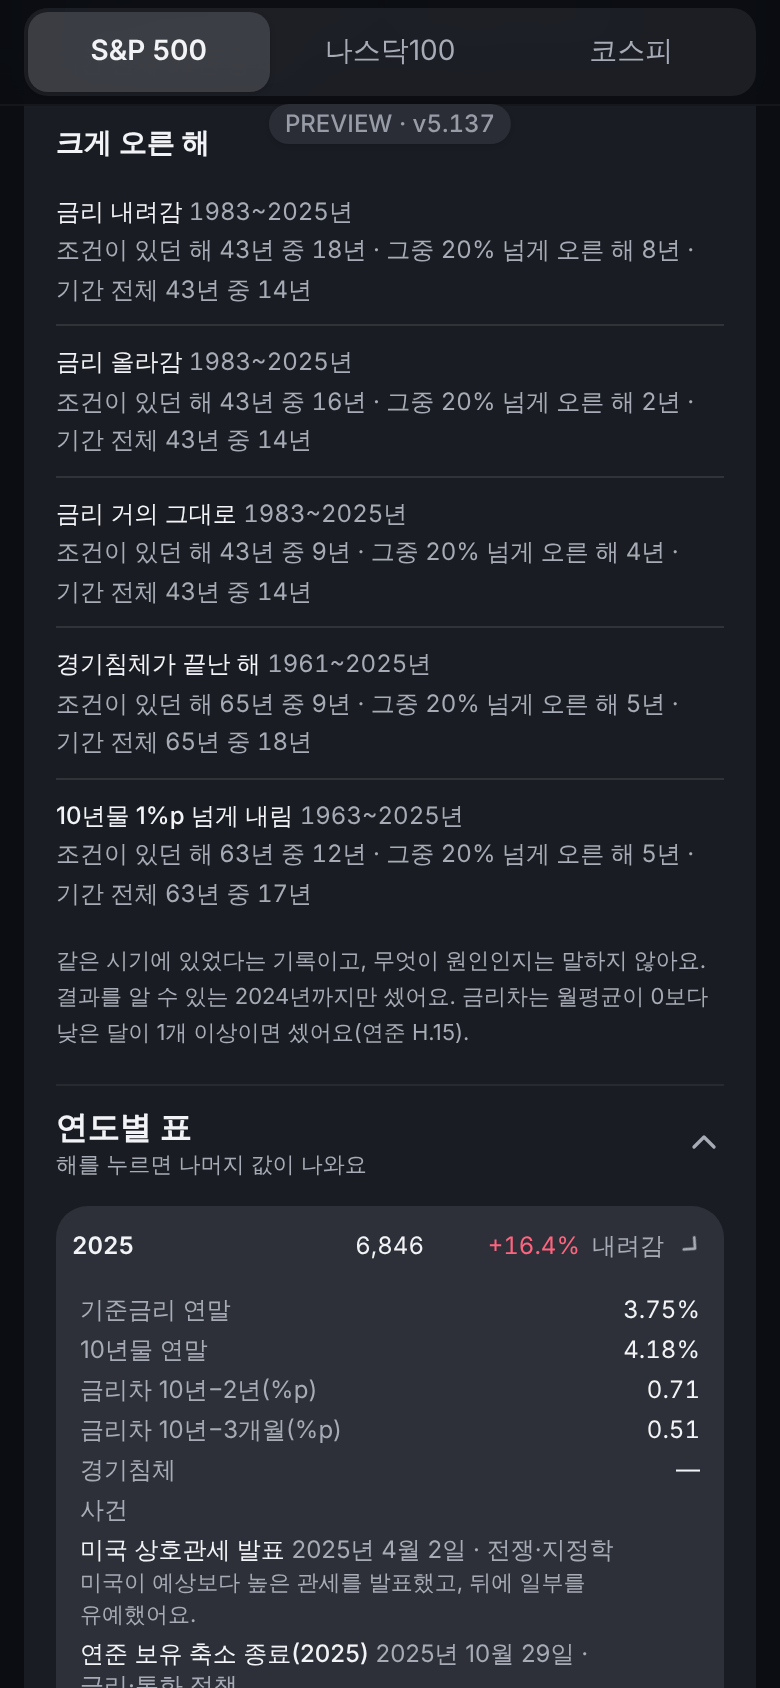 S&P 500 나스닥100 코스피
PREVIEW · v5.137
크게 오른 해
금리 내려감 1983~2025년
조건이 있던 해 43년 중 18년 · 그중 20% 넘게 오른 해 8년 ·
기간 전체 43년 중 14년
금리 올라감 1983~2025년
조건이 있던 해 43년 중 16년 · 그중 20% 넘게 오른 해 2년 ·
기간 전체 43년 중 14년
금리 거의 그대로 1983~2025년
조건이 있던 해 43년 중 9년 · 그중 20% 넘게 오른 해 4년 ·
기간 전체 43년 중 14년
경기침체가 끝난 해 1961~2025년
조건이 있던 해 65년 중 9년 · 그중 20% 넘게 오른 해 5년 ·
기간 전체 65년 중 18년
10년물 1%p 넘게 내림 1963~2025년
조건이 있던 해 63년 중 12년 · 그중 20% 넘게 오른 해 5년 ·
기간 전체 63년 중 17년
같은 시기에 있었다는 기록이고, 무엇이 원인인지는 말하지 않아요.
결과를 알 수 있는 2024년까지만 셌어요. 금리차는 월평균이 0보다
낮은 달이 1개 이상이면 셌어요(연준 H.15).
연도별 표
해를 누르면 나머지 값이 나와요
2025 6,846 +16.4% 내려감
기준금리 연말 3.75%
10년물 연말 4.18%
금리차 10년−2년(%p) 0.71
금리차 10년−3개월(%p) 0.51
경기침체 —
사건
미국 상호관세 발표 2025년 4월 2일 · 전쟁·지정학
미국이 예상보다 높은 관세를 발표했고, 뒤에 일부를
유예했어요.
연준 보유 축소 종료(2025) 2025년 10월 29일 ·
금리·통화 정책